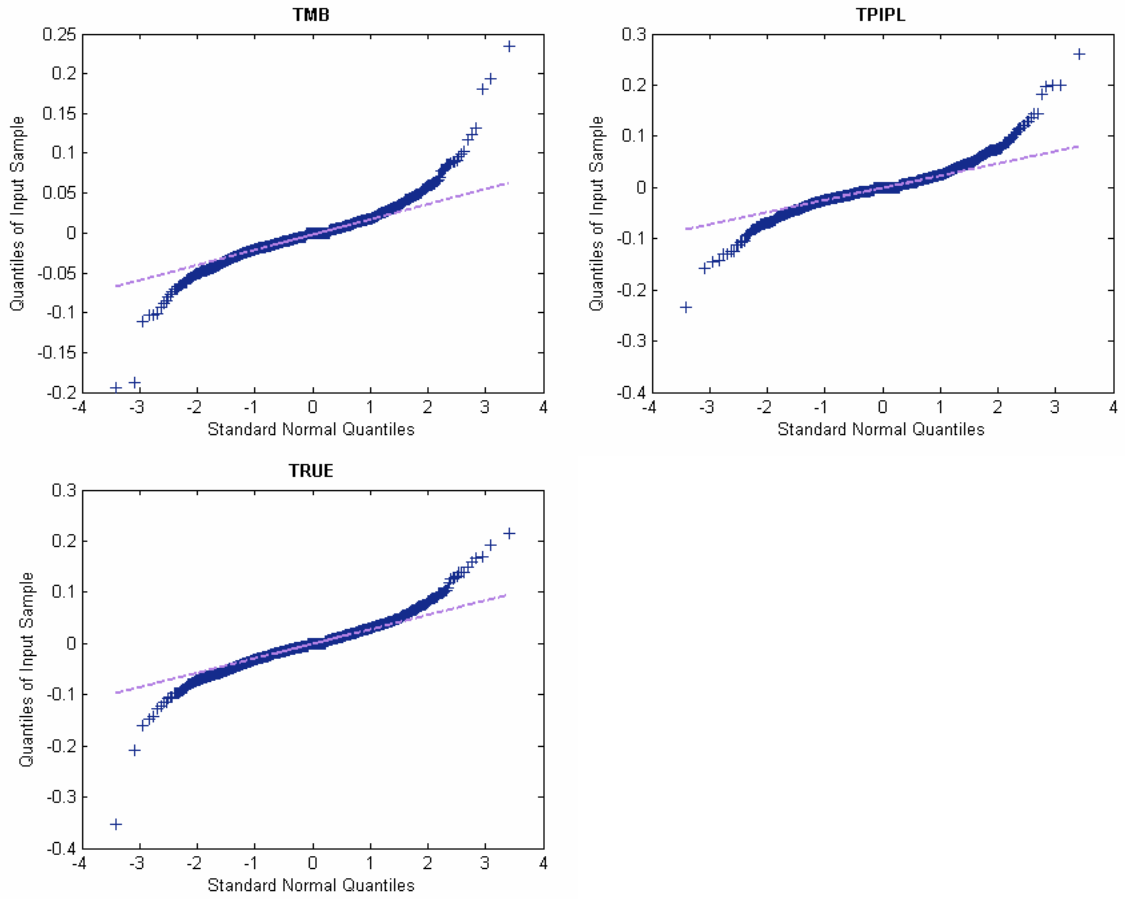 TMB
0.25
0.2
0.15
0.1
0.05
0
-0.05
-0.1
-0.15
-0.2
-4 -3 -2 -1 0 1 2 3 4
Quantiles of Input Sample
Standard Normal Quantiles
TPIPL
0.3
0.2
0.1
0
-0.1
-0.2
-0.3
-0.4
-4 -3 -2 -1 0 1 2 3 4
Quantiles of Input Sample
Standard Normal Quantiles
TRUE
0.3
0.2
0.1
0
-0.1
-0.2
-0.3
-0.4
-4 -3 -2 -1 0 1 2 3 4
Quantiles of Input Sample
Standard Normal Quantiles